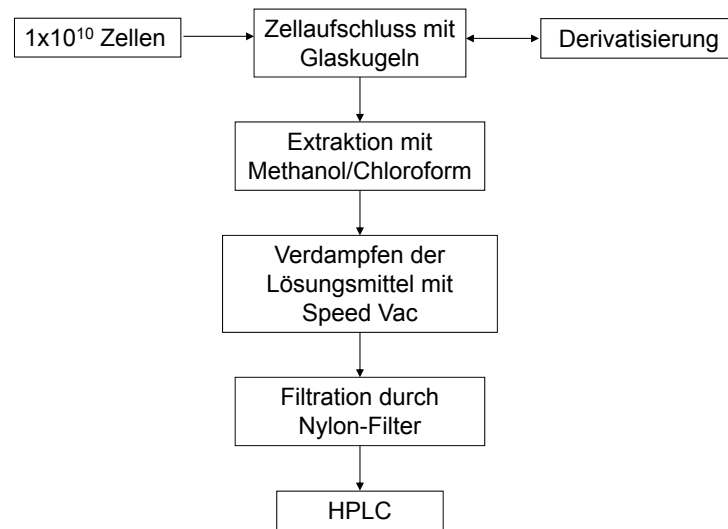 1x10¹⁰ Zellen
Zellaufschluss mit
Glaskugeln
Derivatisierung
Extraktion mit
Methanol/Chloroform
Verdampfen der
Lösungsmittel mit
Speed Vac
Filtration durch
Nylon-Filter
HPLC